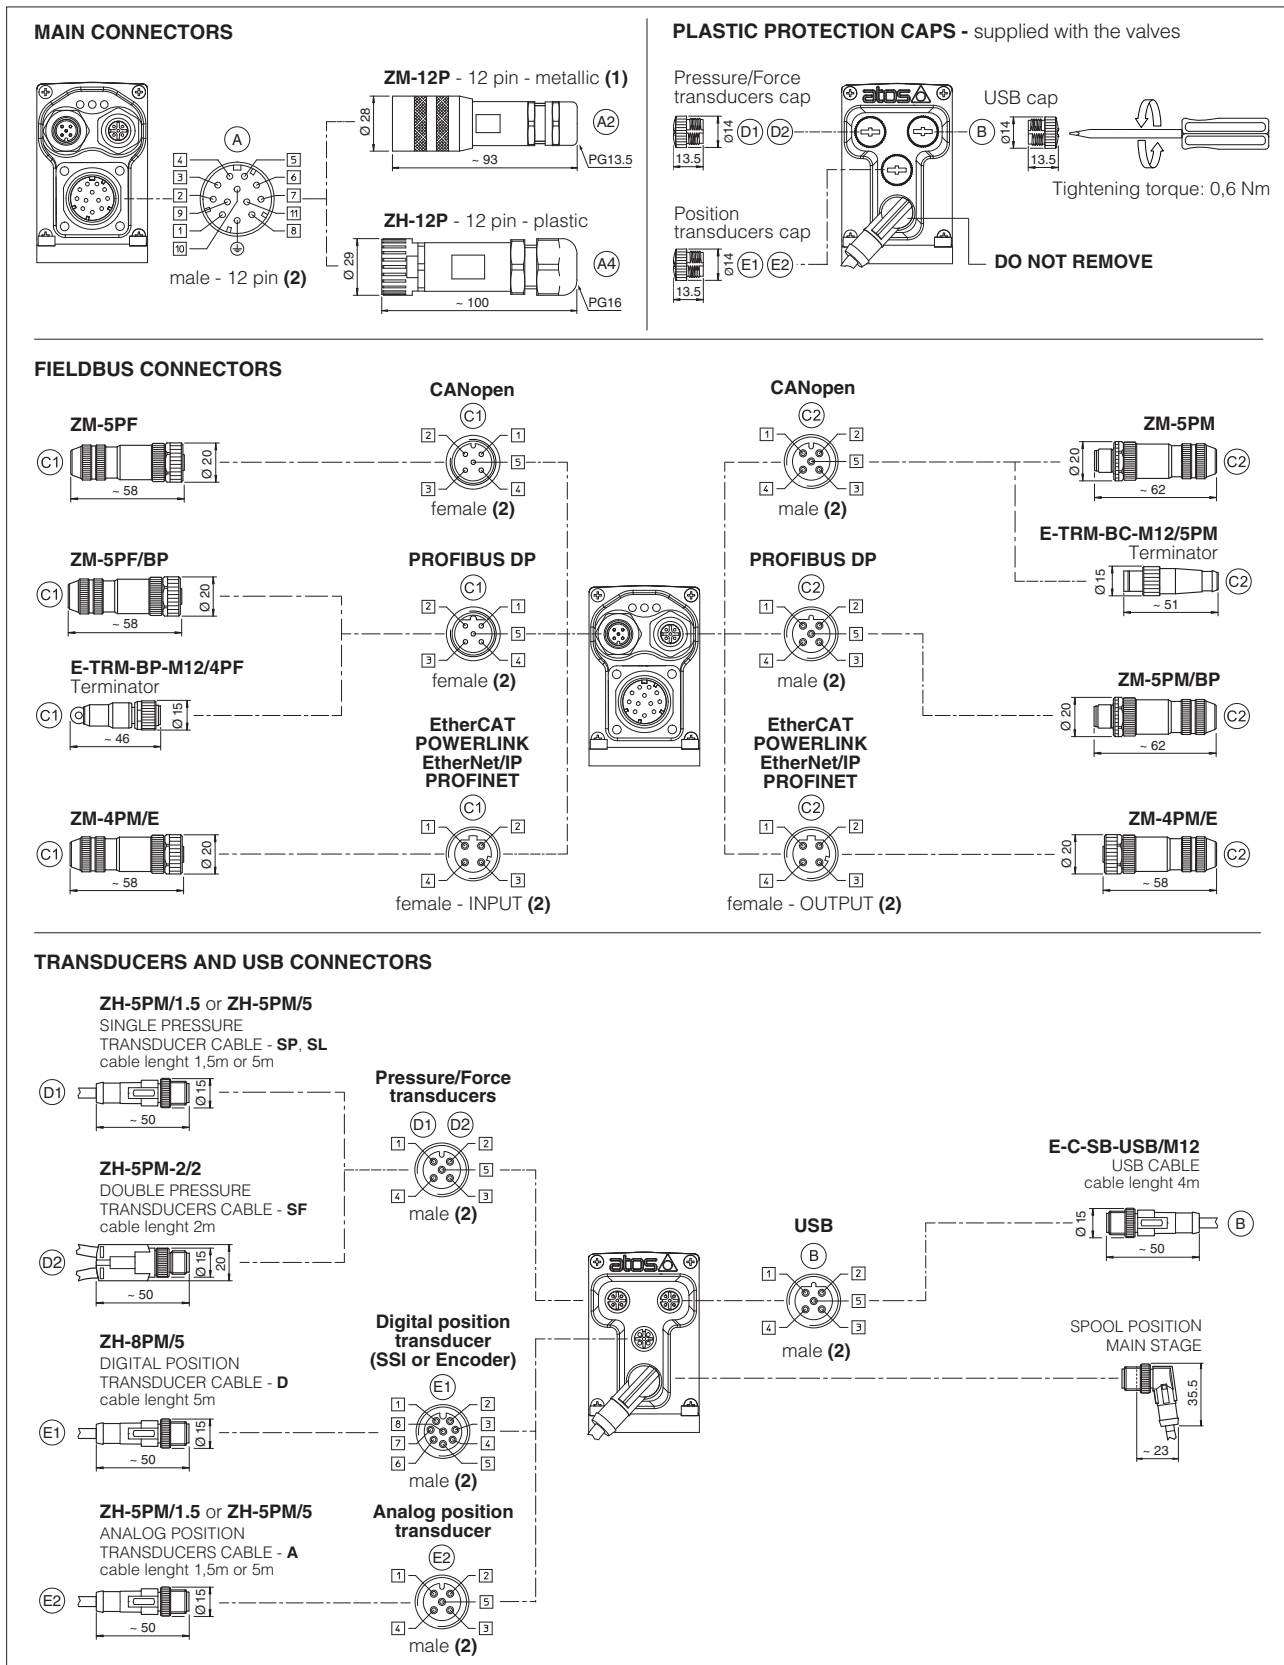 MAIN CONNECTORS
ZM-12P - 12 pin - metallic (1)
A
A2
Ø 28
~ 93
PG13.5
4
3
2
9
1
10
5
6
7
11
8
male - 12 pin (2)
ZH-12P - 12 pin - plastic
A4
Ø 29
~ 100
PG16
PLASTIC PROTECTION CAPS - supplied with the valves
Pressure/Force
transducers cap
Ø14
13.5
D1 D2
atos
B
USB cap
Ø14
13.5
Tightening torque: 0,6 Nm
Position
transducers cap
Ø14
13.5
E1 E2
DO NOT REMOVE
FIELDBUS CONNECTORS
ZM-5PF
C1
Ø 20
~ 58
CANopen
C1
2
1
5
3
4
female (2)
CANopen
C2
1
2
5
4
3
male (2)
ZM-5PM
Ø 20
C2
~ 62
E-TRM-BC-M12/5PM
Terminator
Ø 15
C2
~ 51
ZM-5PF/BP
C1
Ø 20
~ 58
PROFIBUS DP
C1
2
1
5
3
4
female (2)
PROFIBUS DP
C2
1
2
5
4
3
male (2)
E-TRM-BP-M12/4PF
Terminator
C1
Ø 15
~ 46
ZM-5PM/BP
Ø 20
C2
~ 62
EtherCAT
POWERLINK
EtherNet/IP
PROFINET
C1
1
2
4
3
female - INPUT (2)
EtherCAT
POWERLINK
EtherNet/IP
PROFINET
C2
1
2
4
3
female - OUTPUT (2)
ZM-4PM/E
C1
Ø 20
~ 58
ZM-4PM/E
Ø 20
C2
~ 58
TRANSDUCERS AND USB CONNECTORS
ZH-5PM/1.5 or ZH-5PM/5
SINGLE PRESSURE
TRANSDUCER CABLE - SP, SL
cable lenght 1,5m or 5m
D1
Ø 15
~ 50
Pressure/Force
transducers
D1 D2
1
2
5
4
3
male (2)
ZH-5PM-2/2
DOUBLE PRESSURE
TRANSDUCERS CABLE - SF
cable lenght 2m
D2
Ø 15
20
~ 50
atos
USB
B
1
2
5
4
3
male (2)
E-C-SB-USB/M12
USB CABLE
cable lenght 4m
Ø 15
B
~ 50
SPOOL POSITION
MAIN STAGE
35.5
~ 23
ZH-8PM/5
DIGITAL POSITION
TRANSDUCER CABLE - D
cable lenght 5m
E1
Ø 15
~ 50
Digital position
transducer
(SSI or Encoder)
E1
1
2
8
3
7
4
6
5
male (2)
ZH-5PM/1.5 or ZH-5PM/5
ANALOG POSITION
TRANSDUCERS CABLE - A
cable lenght 1,5m or 5m
E2
Ø 15
~ 50
Analog position
transducer
E2
1
2
5
4
3
male (2)